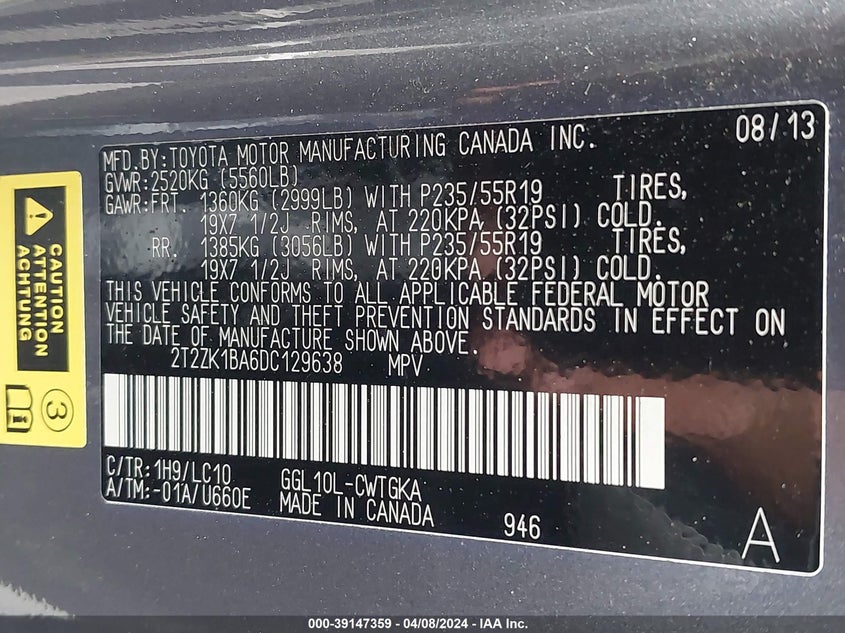 MFD. BY: TOYOTA MOTOR MANUFACTURING CANADA INC. 08/13
GVWR: 2520KG (5560LB)
GAWR: FRT. 1360KG (2999LB) WITH P235/55R19 TIRES,
19X7 1/2J RIMS, AT 220KPA (32PSI) COLD.
RR. 1385KG (3056LB) WITH P235/55R19 TIRES,
19X7 1/2J RIMS, AT 220KPA (32PSI) COLD.
THIS VEHICLE CONFORMS TO ALL APPLICABLE FEDERAL MOTOR
VEHICLE SAFETY AND THEFT PREVENTION STANDARDS IN EFFECT ON
THE DATE OF MANUFACTURE SHOWN ABOVE.
2T2ZK1BA6DC129638 MPV
C/TR: 1H9/LC10 GGL10L-CWTGKA
A/TM: -01A/U660E MADE IN CANADA 946 A
CAUTION
ATTENTION
ACHTUNG
3
000-39147359 - 04/08/2024 - IAA Inc.